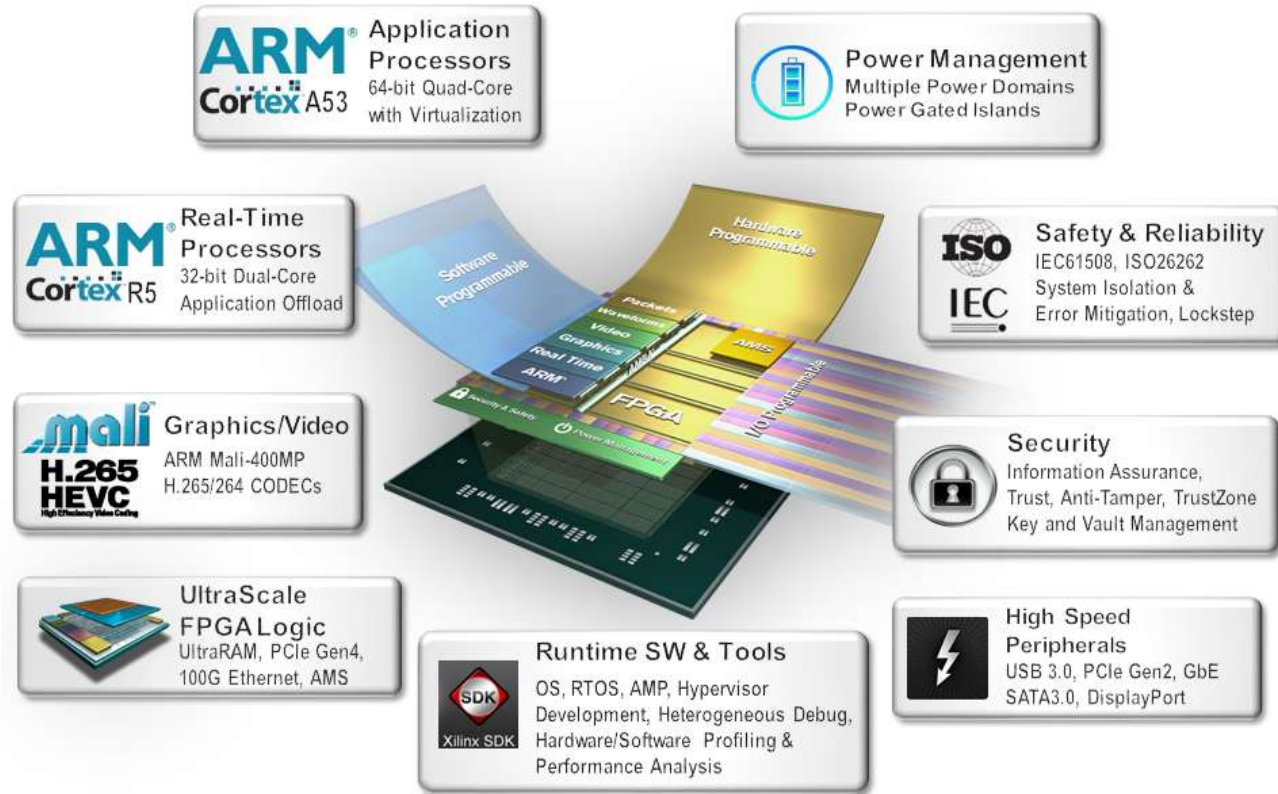 ARM®
Cortex A53
Application
Processors
64-bit Quad-Core
with Virtualization
Power Management
Multiple Power Domains
Power Gated Islands
ARM®
Cortex R5
Real-Time
Processors
32-bit Dual-Core
Application Offload
Software
Programmable
Hardware
Programmable
Packets
Waveforms
Video
Graphics
Real Time
ARM®
AMS
FPGA
I/O Programmable
Security & Safety
Power Management
ISO
IEC
Safety & Reliability
IEC61508, ISO26262
System Isolation &
Error Mitigation, Lockstep
mali™
H.265
HEVC
High Effeciency Video Coding
Graphics/Video
ARM Mali-400MP
H.265/264 CODECs
Security
Information Assurance,
Trust, Anti-Tamper, TrustZone
Key and Vault Management
UltraScale
FPGA Logic
UltraRAM, PCIe Gen4,
100G Ethernet, AMS
SDK
Xilinx SDK
Runtime SW & Tools
OS, RTOS, AMP, Hypervisor
Development, Heterogeneous Debug,
Hardware/Software Profiling &
Performance Analysis
High Speed
Peripherals
USB 3.0, PCIe Gen2, GbE
SATA3.0, DisplayPort